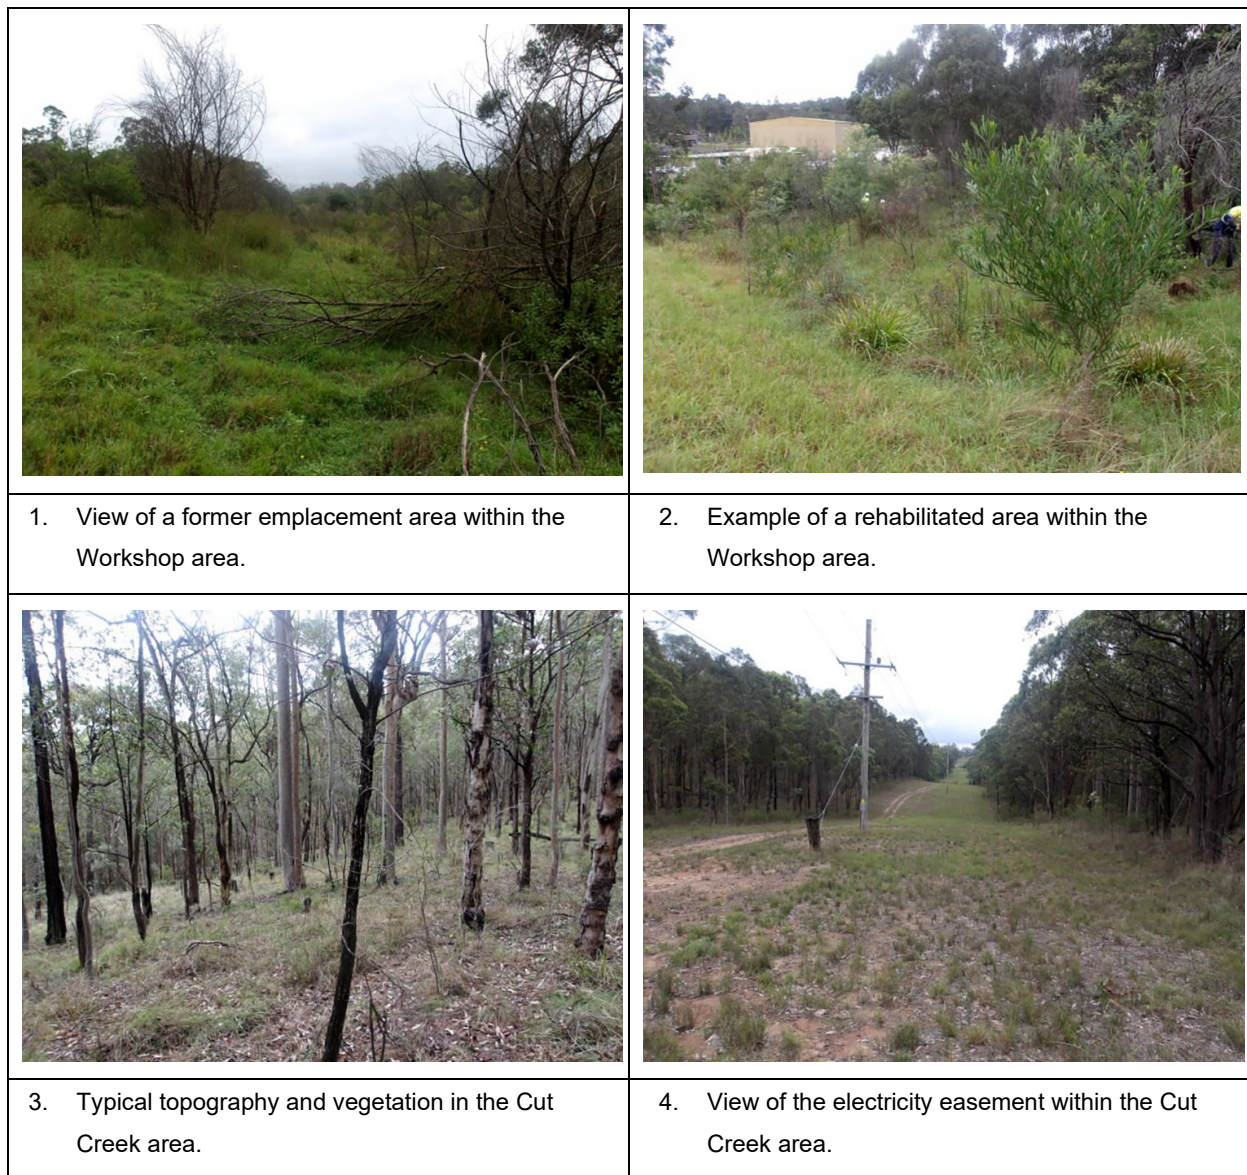 1. View of a former emplacement area within the
Workshop area.
2. Example of a rehabilitated area within the
Workshop area.
3. Typical topography and vegetation in the Cut
Creek area.
4. View of the electricity easement within the Cut
Creek area.